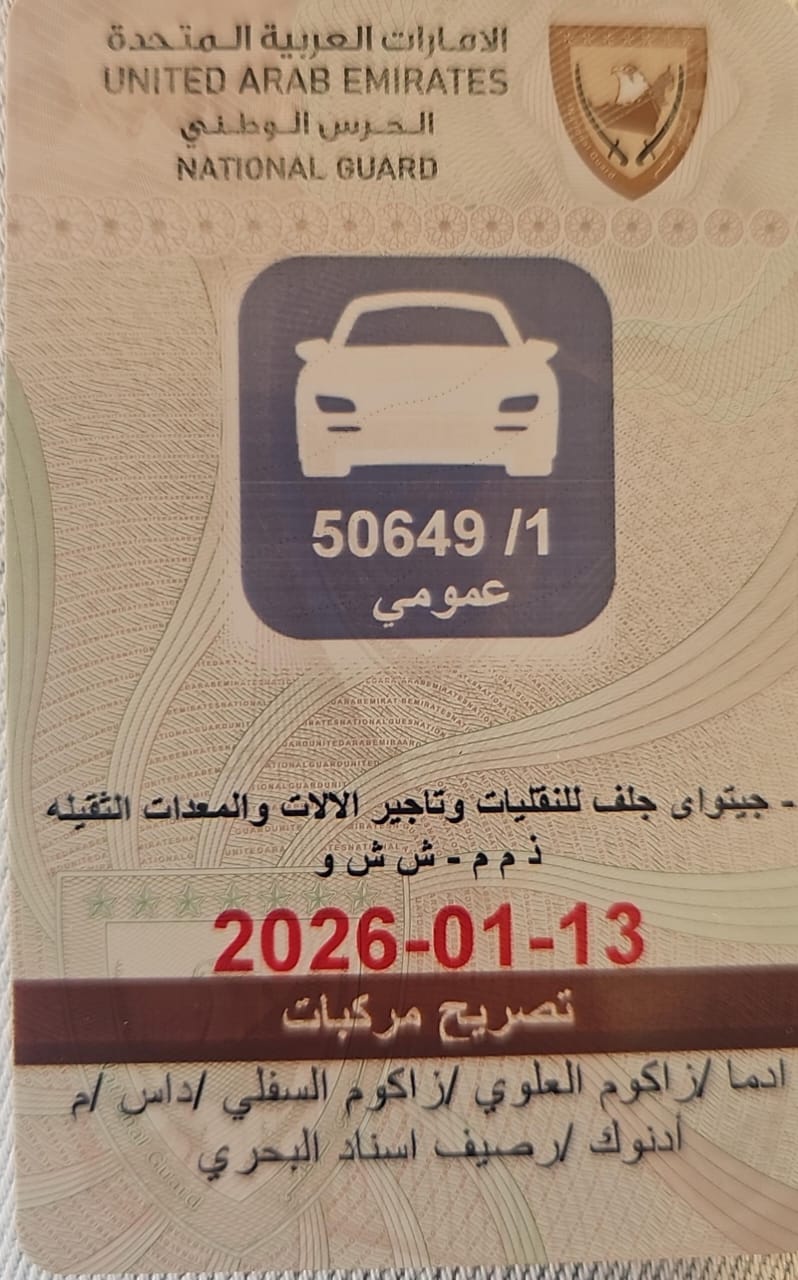 الامارات العربية المتحدة
UNITED ARAB EMIRATES
الحرس الوطني
NATIONAL GUARD
50649 /1
عمومي
- جيتواى جلف للنقليات وتاجير الالات والمعدات الثقيله
ذ م م - ش ش و
2026-01-13
تصريح مركبات
ادما /زاكوم العلوي /زاكوم السفلي /داس /م
أدنوك /رصيف اسناد البحري